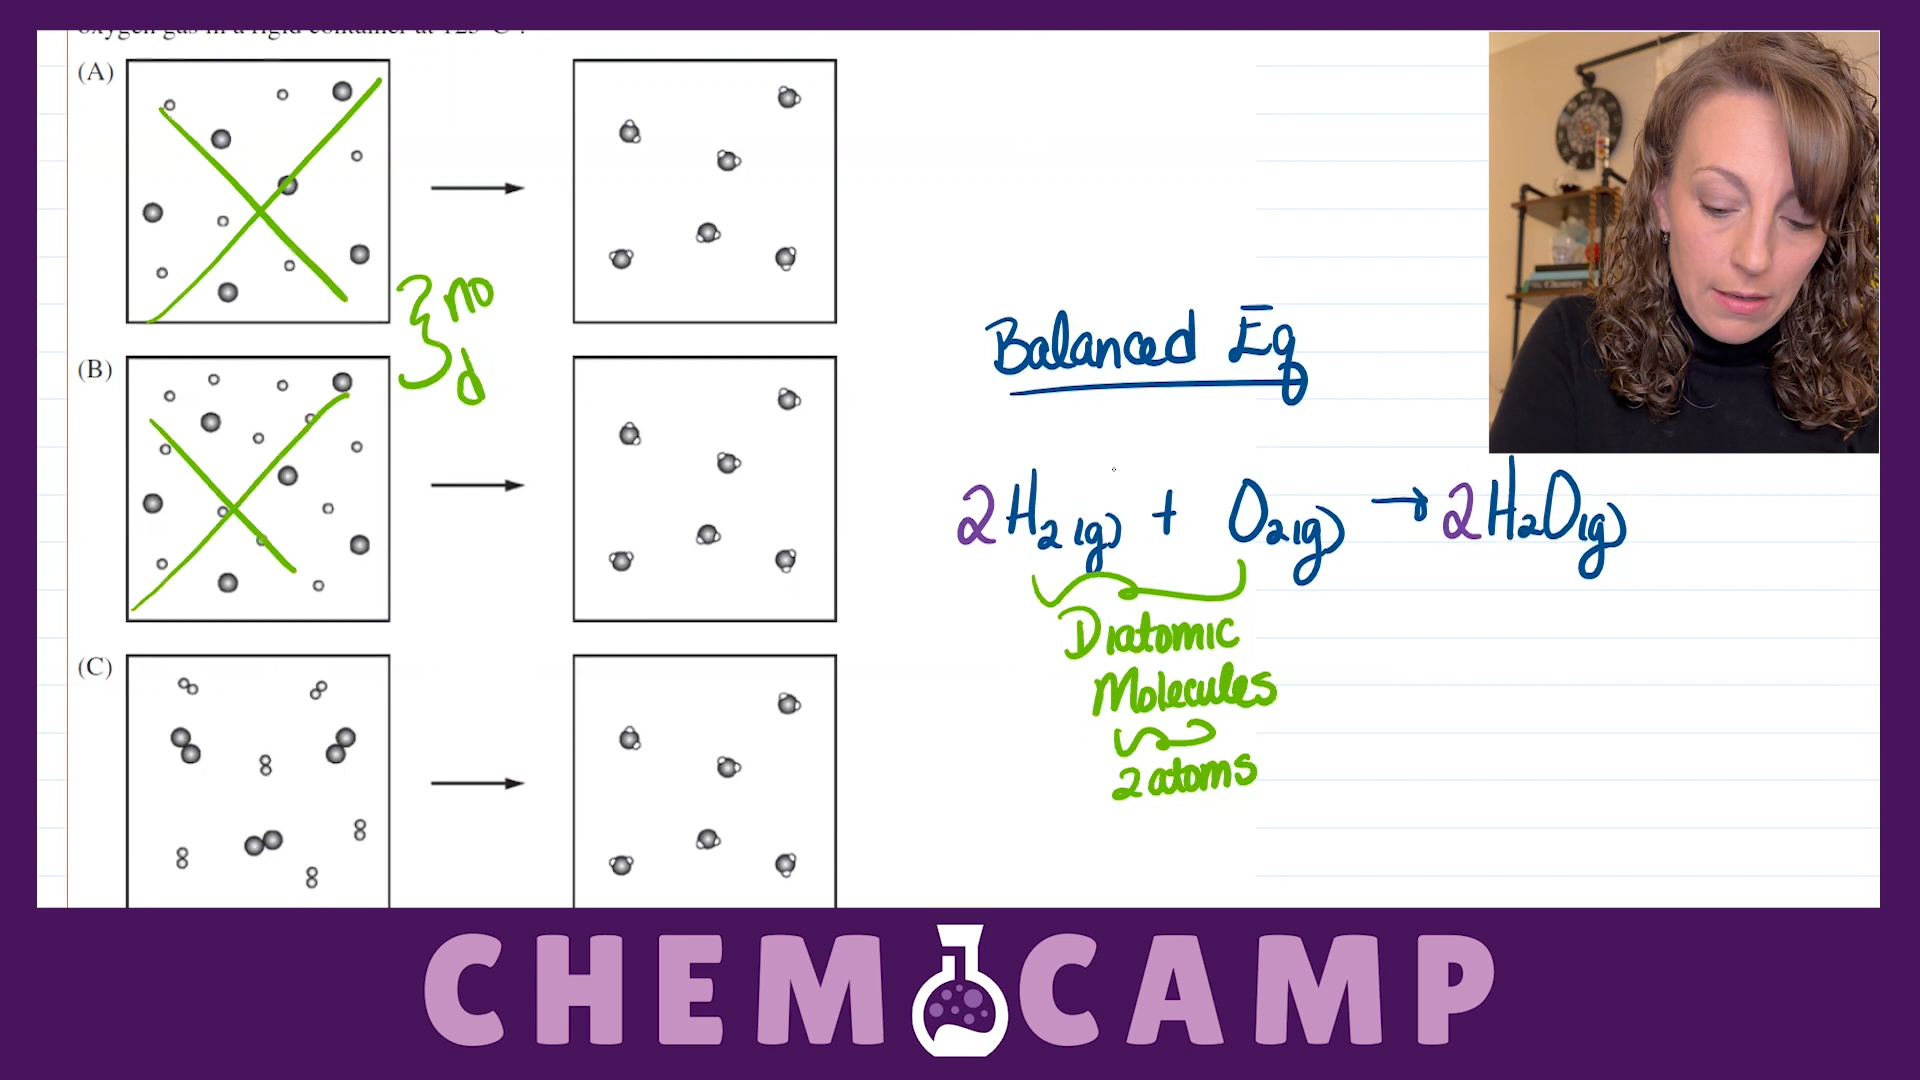 (A)
no
d
(B)
(C)
Balanced Eq
2H2(g) + O2(g) → 2H2O(g)
Diatomic
Molecules
2 atoms
CHEM CAMP